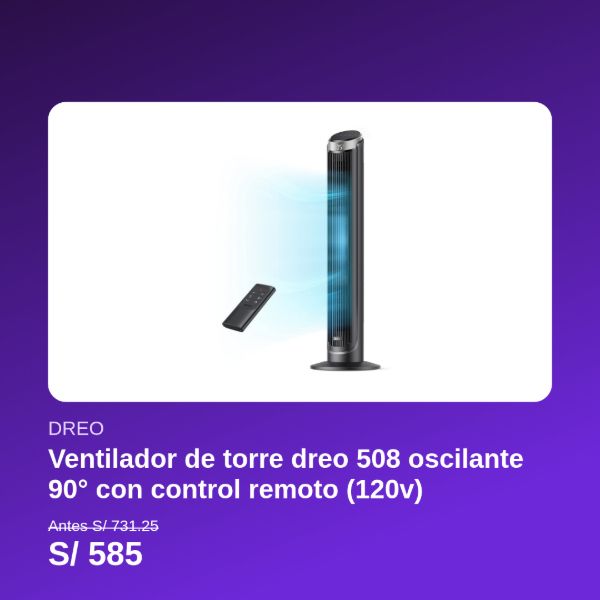 DREO
Ventilador de torre dreo 508 oscilante
90° con control remoto (120v)
Antes S/ 731.25
S/ 585